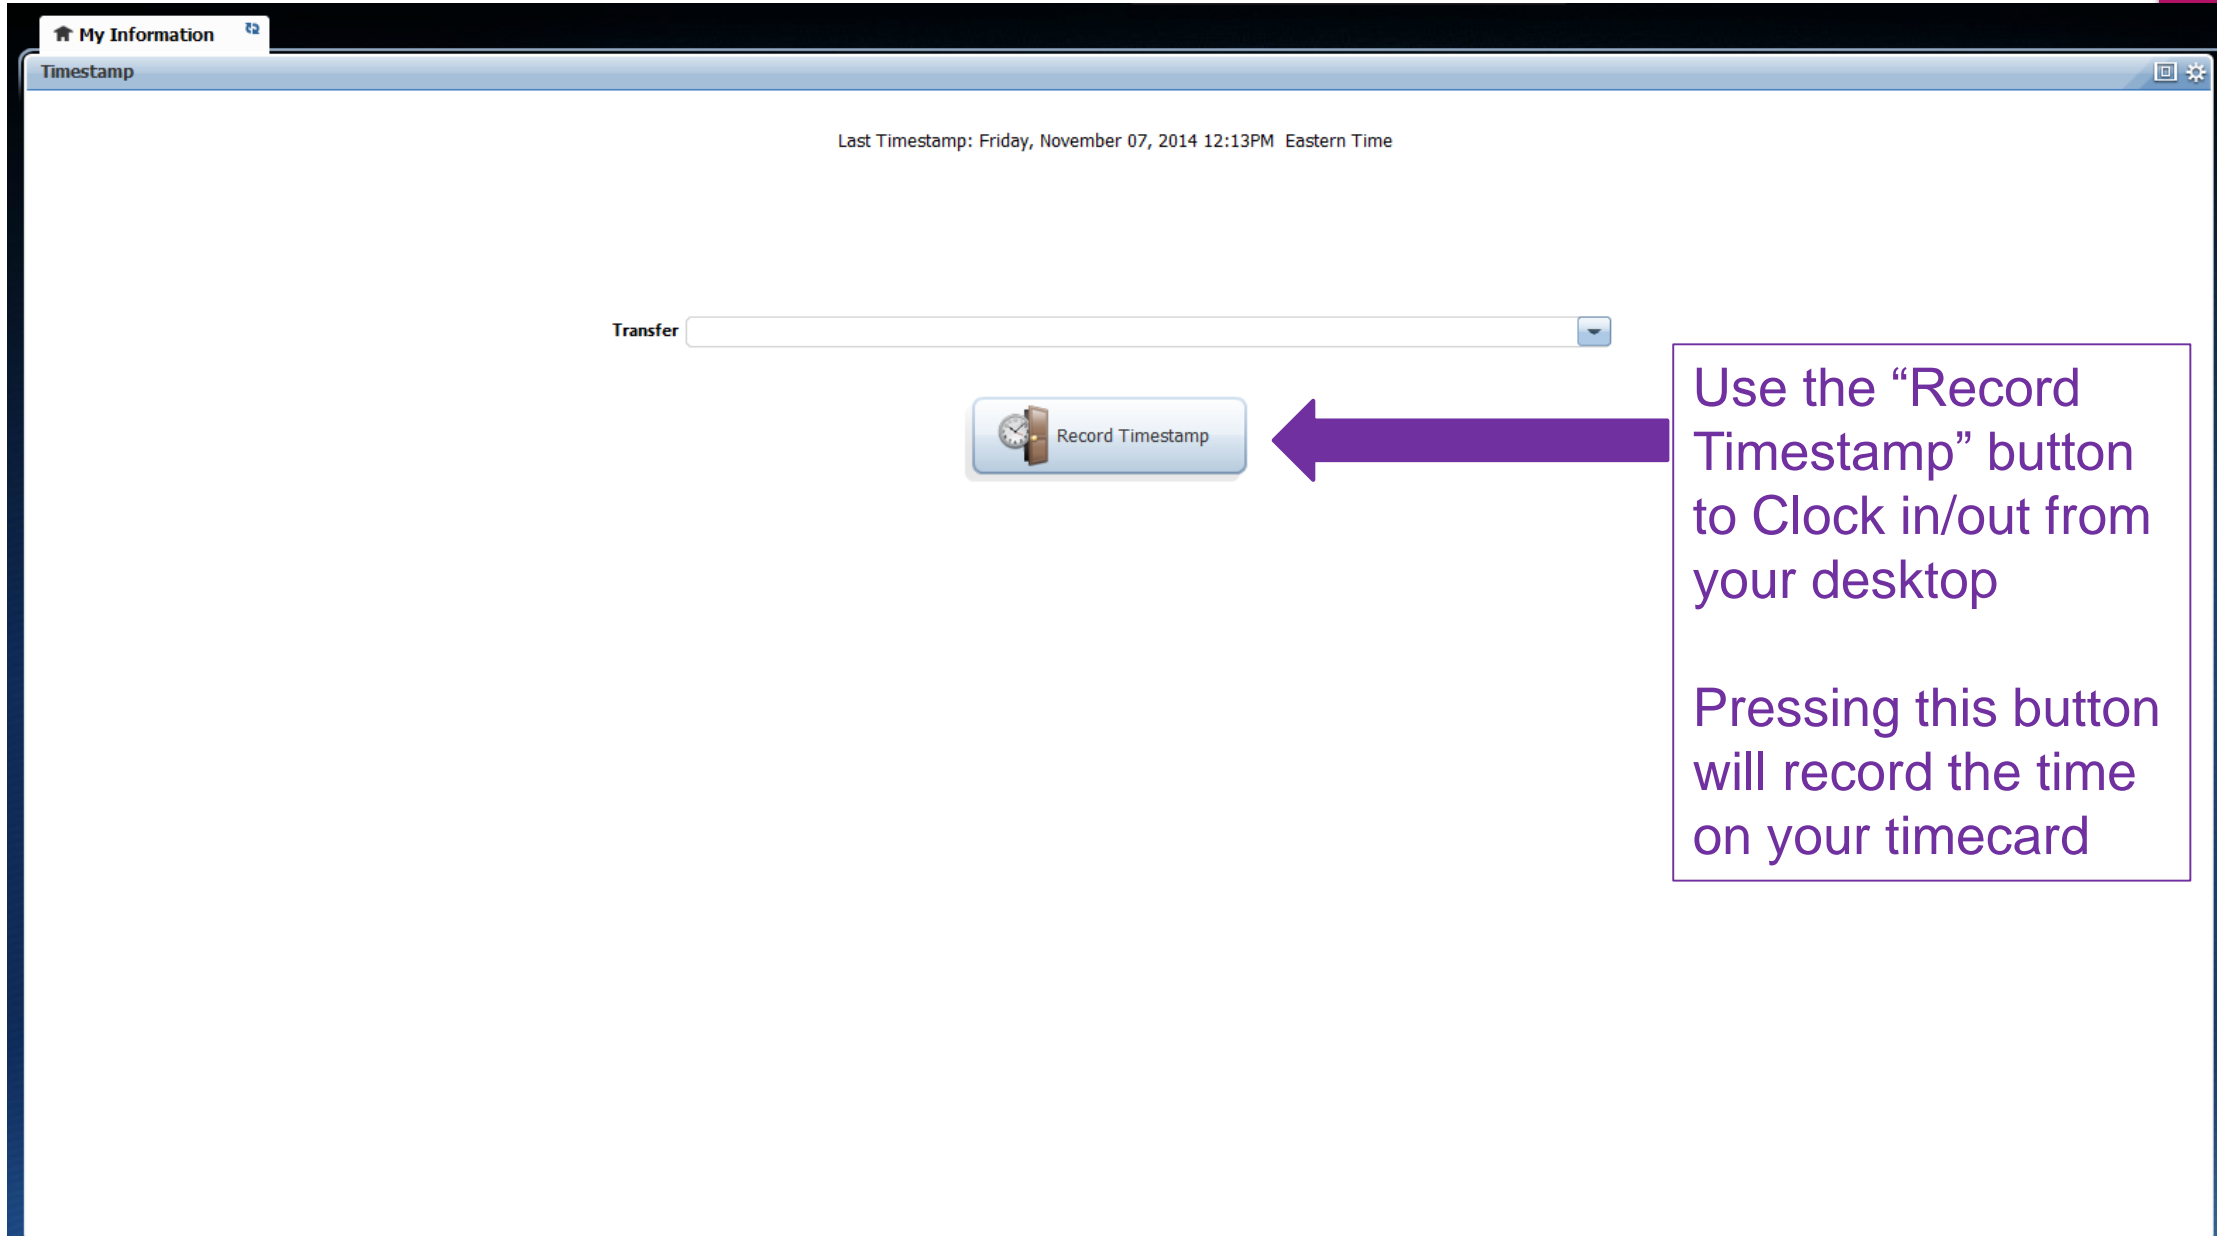 My Information
Timestamp
Last Timestamp: Friday, November 07, 2014 12:13PM Eastern Time
Transfer
Record Timestamp
Use the “Record
Timestamp” button
to Clock in/out from
your desktop
Pressing this button
will record the time
on your timecard